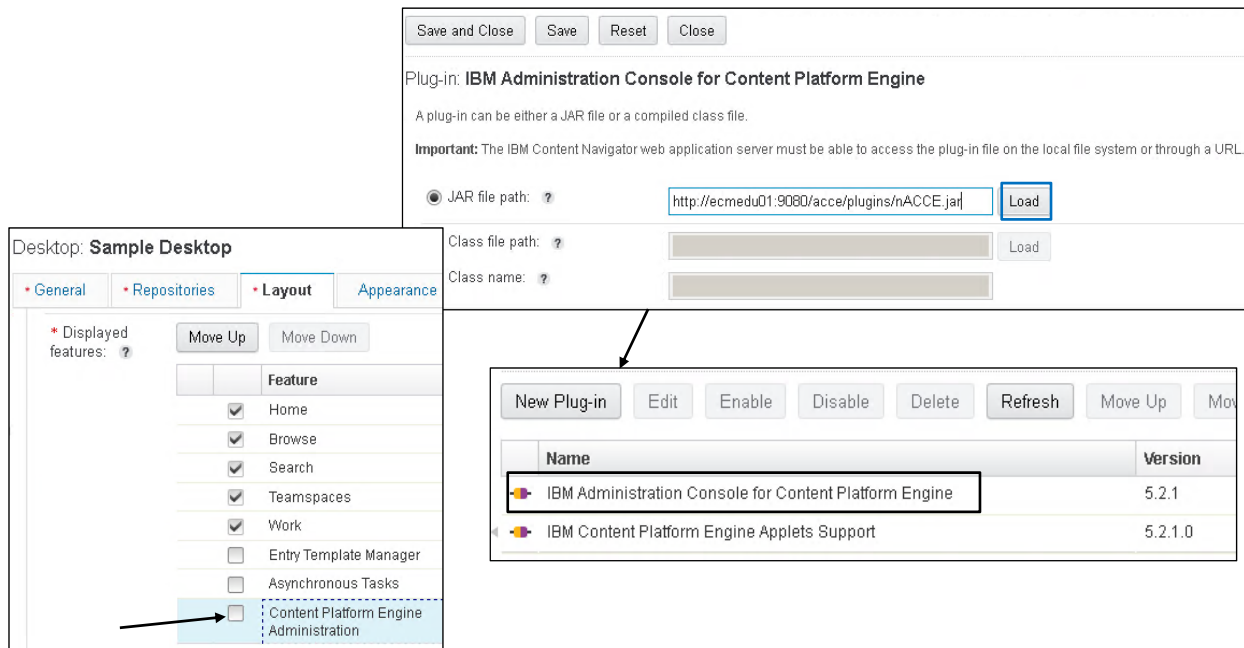 Save and Close Save Reset Close
Plug-in: IBM Administration Console for Content Platform Engine
A plug-in can be either a JAR file or a compiled class file.
Important: The IBM Content Navigator web application server must be able to access the plug-in file on the local file system or through a URL.
JAR file path: ? http://ecmedu01:9080/acce/plugins/nACCE.jar Load
Class file path: ? Load
Class name: ?
Desktop: Sample Desktop
* General * Repositories * Layout Appearance
* Displayed
features: ?
Move Up Move Down
Feature
Home
Browse
Search
Teamspaces
Work
Entry Template Manager
Asynchronous Tasks
Content Platform Engine
Administration
New Plug-in Edit Enable Disable Delete Refresh Move Up Mov
Name Version
IBM Administration Console for Content Platform Engine 5.2.1
IBM Content Platform Engine Applets Support 5.2.1.0